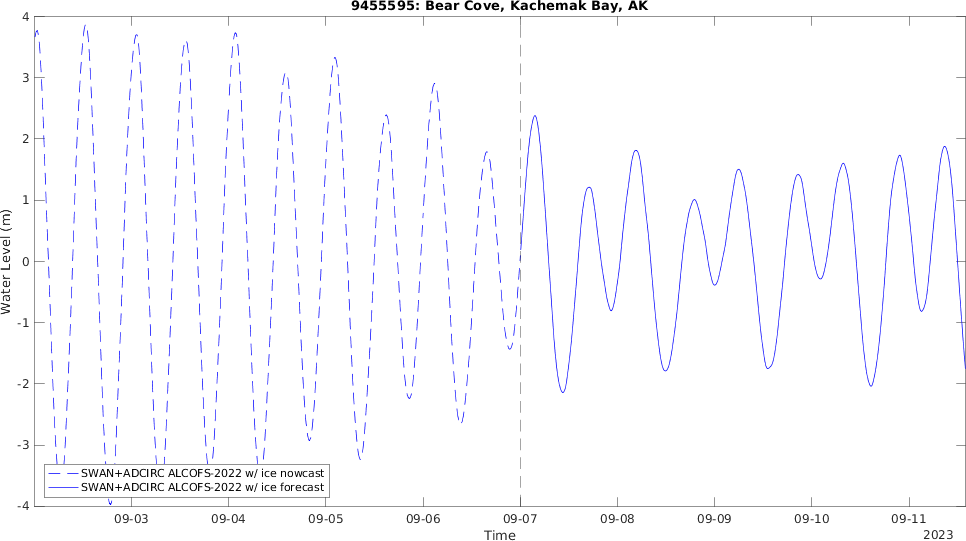 9455595: Bear Cove, Kachemak Bay, AK
4
3
2
1
0
-1
-2
-3
-4
Water Level (m)
SWAN+ADCIRC ALCOFS-2022 w/ ice nowcast
SWAN+ADCIRC ALCOFS-2022 w/ ice forecast
09-03 09-04 09-05 09-06 09-07 09-08 09-09 09-10 09-11
Time
2023